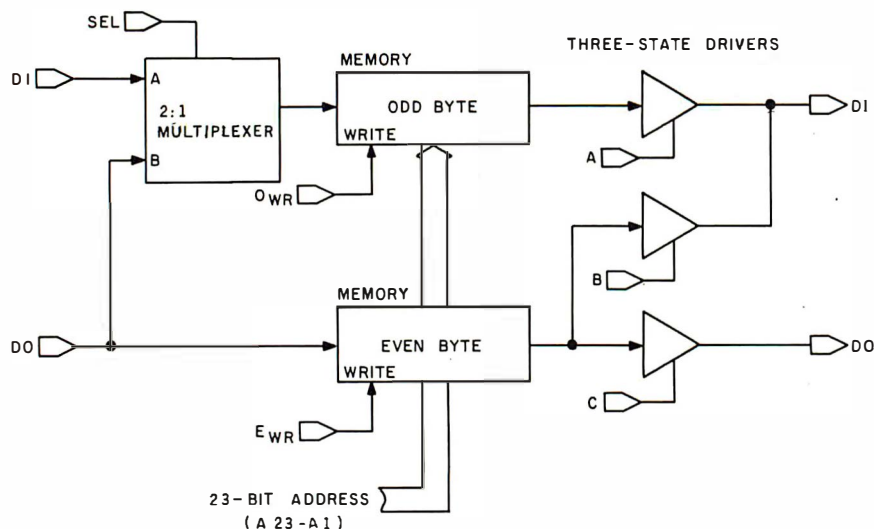 SEL
MEMORY
THREE-STATE DRIVERS
DI
A
2:1
MULTIPLEXER
ODD BYTE
DI
WRITE
A
B
OWR
B
MEMORY
DO
EVEN BYTE
DO
WRITE
C
EWR
23-BIT ADDRESS
(A23-A1)